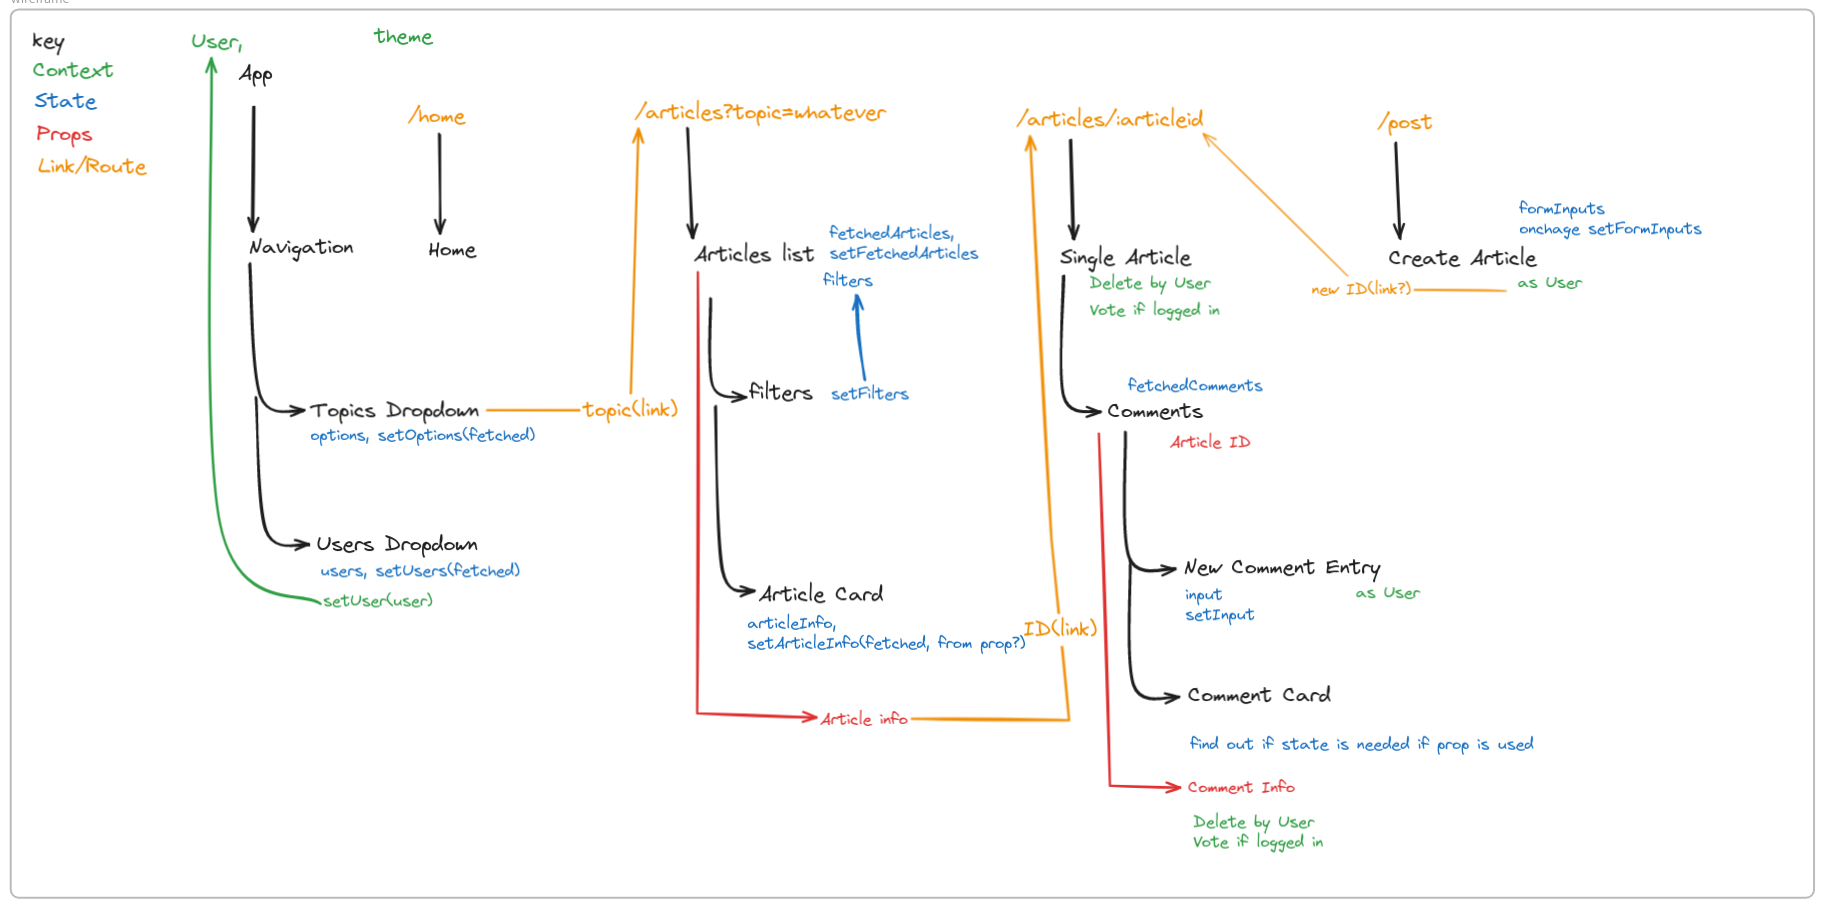 wireframe
key
Context
State
Props
Link/Route
User,
theme
App
Navigation
Topics Dropdown
options, setOptions(fetched)
topic(link)
Users Dropdown
users, setUsers(fetched)
setUser(user)
/home
Home
/articles?topic=whatever
Articles list
fetchedArticles,
setFetchedArticles
filters
filters
setFilters
Article Card
articleInfo,
setArticleInfo(fetched, from prop?)
Article info
ID(link)
/articles/:articleid
Single Article
Delete by User
Vote if logged in
fetchedComments
Comments
Article ID
New Comment Entry
input
setInput
as User
Comment Card
find out if state is needed if prop is used
Comment Info
Delete by User
Vote if logged in
/post
formInputs
onchage setFormInputs
Create Article
as User
new ID(link?)